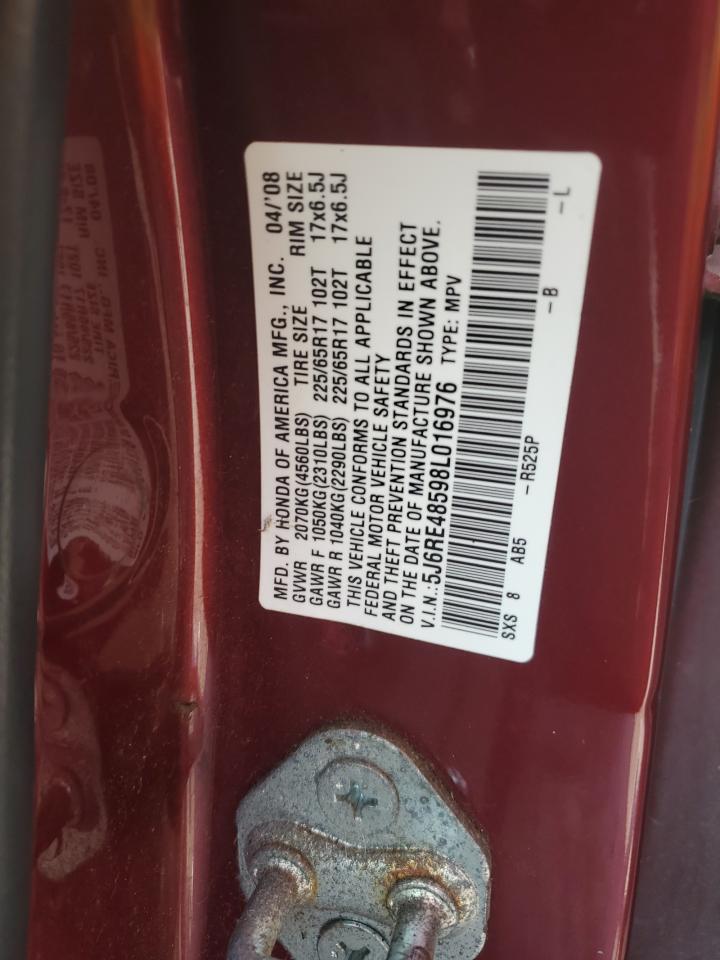 MFD. BY HONDA OF AMERICA MFG., INC. 04/'08
GVWR 2070KG(4560LBS) TIRE SIZE RIM SIZE
GAWR F 1050KG(2310LBS) 225/65R17 102T 17x6.5J
GAWR R 1040KG(2290LBS) 225/65R17 102T 17x6.5J
THIS VEHICLE CONFORMS TO ALL APPLICABLE
FEDERAL MOTOR VEHICLE SAFETY
AND THEFT PREVENTION STANDARDS IN EFFECT
ON THE DATE OF MANUFACTURE SHOWN ABOVE.
V.I.N.:5J6RE48598L016976 TYPE: MPV
SXS 8 AB5 -R525P -B -L